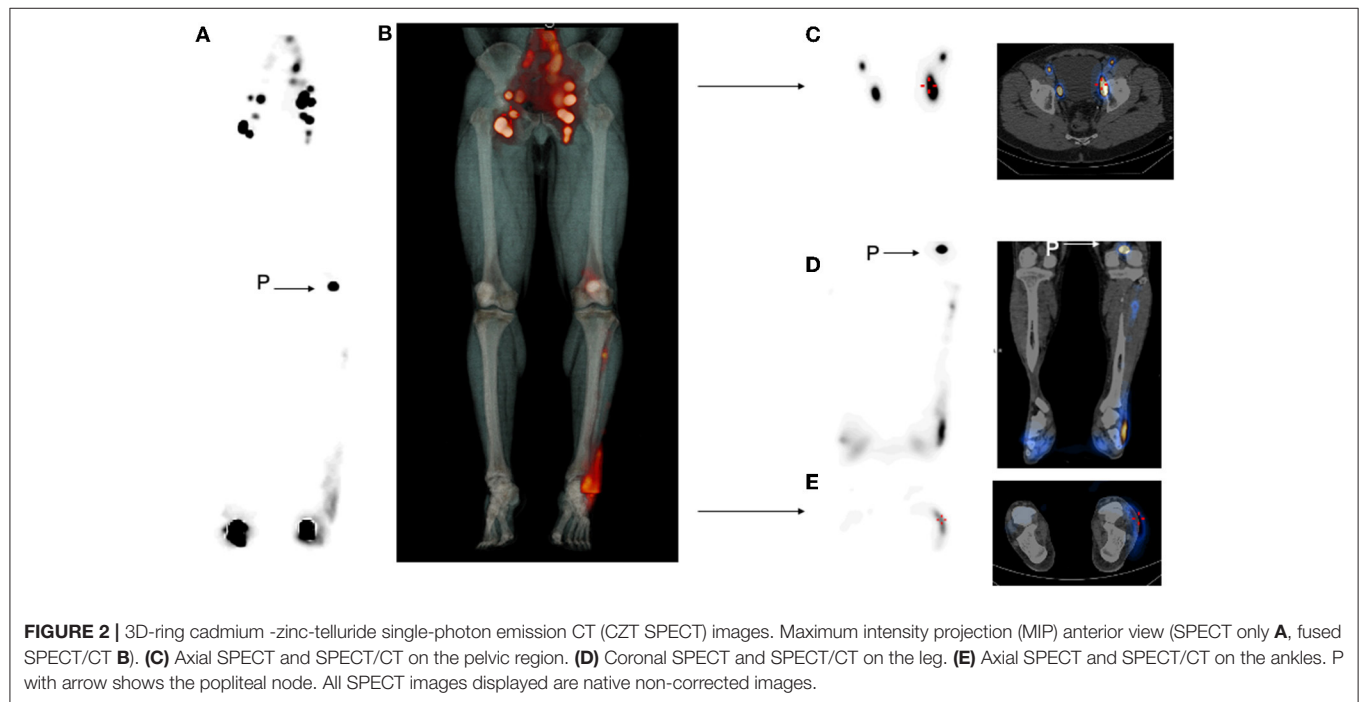 A
B
C
P
P
P
D
E
FIGURE 2 | 3D-ring cadmium -zinc-telluride single-photon emission CT (CZT SPECT) images. Maximum intensity projection (MIP) anterior view (SPECT only A, fused
SPECT/CT B). (C) Axial SPECT and SPECT/CT on the pelvic region. (D) Coronal SPECT and SPECT/CT on the leg. (E) Axial SPECT and SPECT/CT on the ankles. P
with arrow shows the popliteal node. All SPECT images displayed are native non-corrected images.